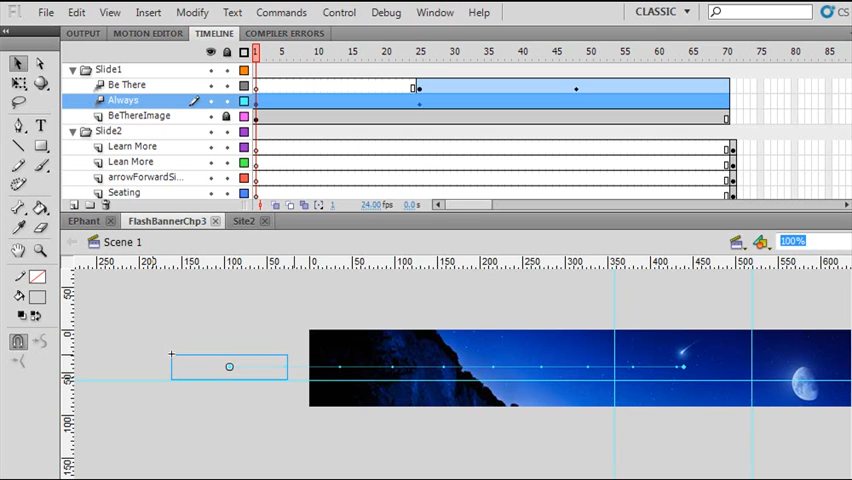 Fl File Edit View Insert Modify Text Commands Control Debug Window Help CLASSIC CS
OUTPUT MOTION EDITOR TIMELINE COMPILER ERRORS
1 5 10 15 20 25 30 35 40 45 50 55 60 65 70 75 80 85
Slide1
Be There
Always
BeThereImage
Slide2
Learn More
Lean More
arrowForwardSi...
Seating
1 24.00 fps 0.0 s
EPhant FlashBannerChp3 Site2
Scene 1 100%
250 200 150 100 50 0 50 100 150 200 250 300 350 400 450 500 550 600
50
0
50
100
150